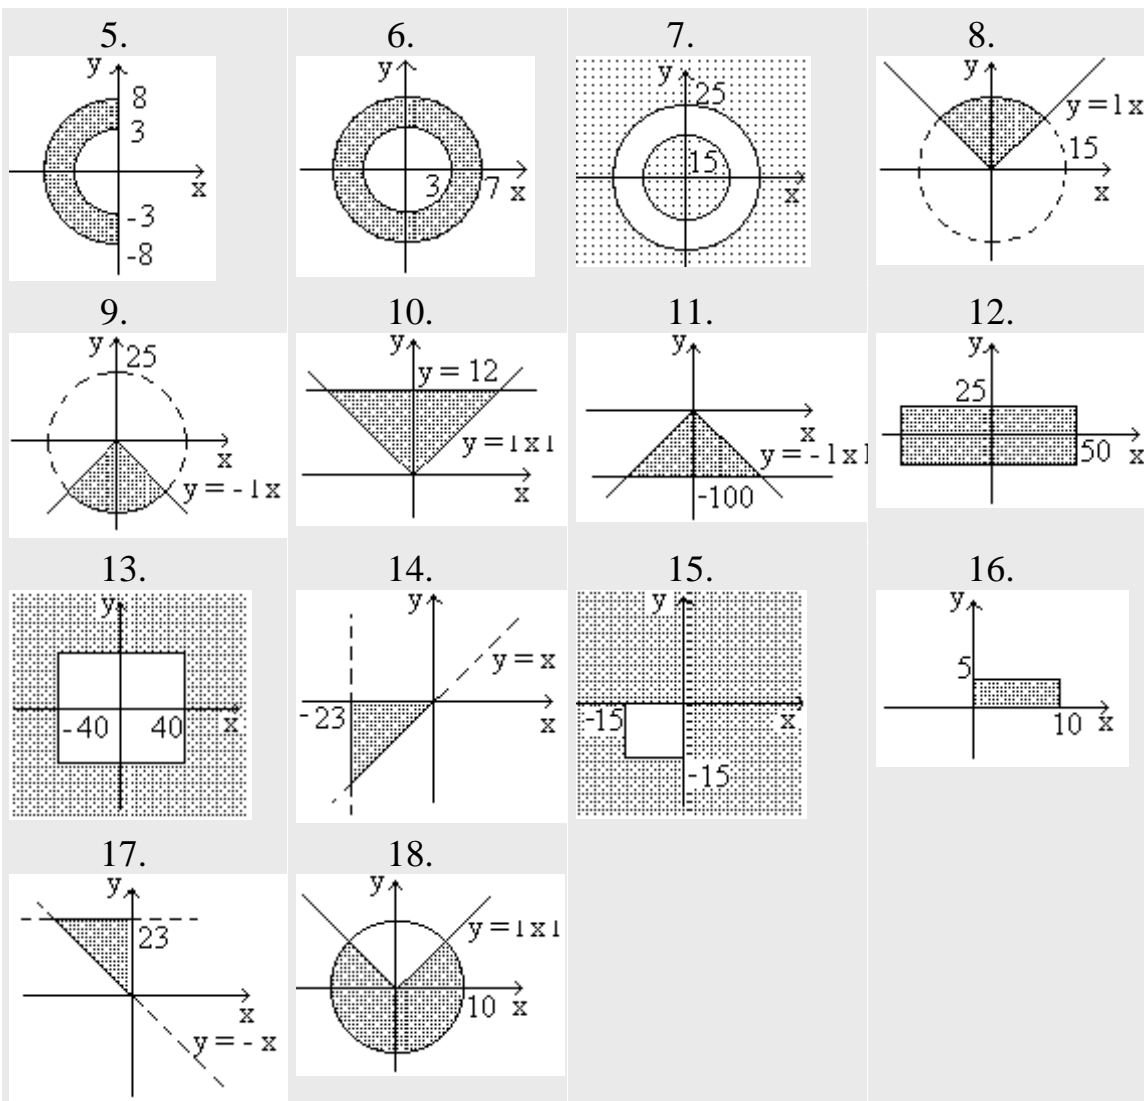 5.
y
8
3
x
-3
-8
6.
y
3
7
x
7.
y
25
15
x
8.
y
y = | x
15
x
9.
y
25
x
y = - | x
10.
y
y = 12
y = | x |
x
11.
y
x
y = - | x |
-100
12.
y
25
50
x
13.
y
-40
40
x
14.
y
y = x
-23
x
15.
y
-15
x
-15
16.
y
5
10
x
17.
y
23
x
y = - x
18.
y
y = | x |
10
x